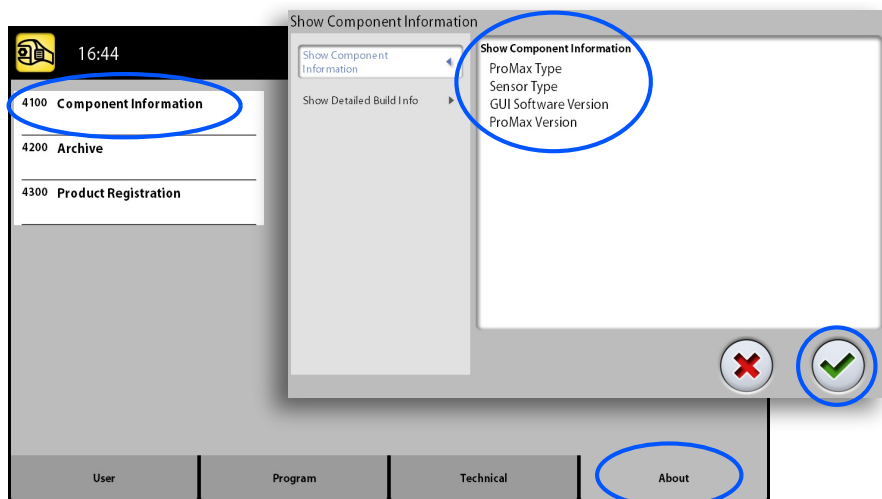 Show Component Information
16:44
4100 Component Information
4200 Archive
4300 Product Registration
Show Component
Information
Show Detailed Build Info
Show Component Information
ProMax Type
Sensor Type
GUI Software Version
ProMax Version
User
Program
Technical
About